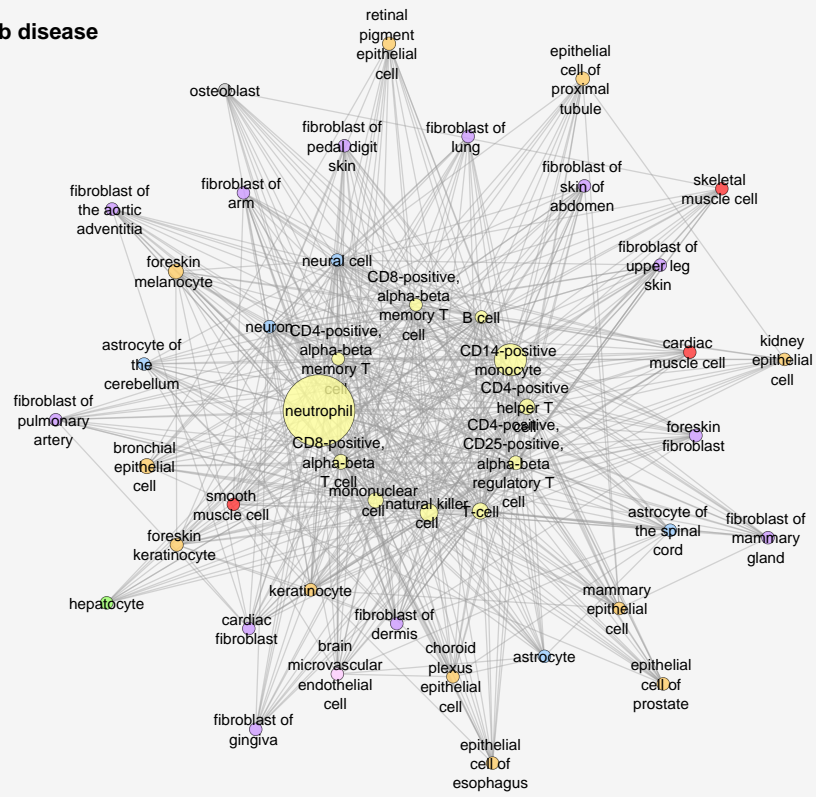 b disease
retinal
pigment
epithelial
cell
epithelial
cell of
proximal
tubule
osteoblast
fibroblast of
pedal digit
skin
fibroblast of
lung
fibroblast of
skin of
abdomen
skeletal
muscle cell
fibroblast of
the aortic
adventitia
fibroblast of
arm
fibroblast of
upper leg
skin
foreskin
melanocyte
neural cell
CD8-positive,
alpha-beta
memory T
cell
B cell
neuron
CD4-positive,
alpha-beta
memory T
cell
CD14-positive
monocyte
cardiac
muscle cell
kidney
epithelial
cell
astrocyte of
the
cerebellum
CD4-positive
helper T
cell
neutrophil
fibroblast of
pulmonary
artery
CD4-positive,
CD25-positive,
alpha-beta
regulatory T
cell
foreskin
fibroblast
bronchial
epithelial
cell
CD8-positive,
alpha-beta
T cell
mononuclear
cell
natural killer
cell
T-cell
smooth
muscle cell
astrocyte of
the spinal
cord
fibroblast of
mammary
gland
foreskin
keratinocyte
hepatocyte
keratinocyte
mammary
epithelial
cell
cardiac
fibroblast
fibroblast of
dermis
brain
microvascular
endothelial
cell
choroid
plexus
epithelial
cell
astrocyte
epithelial
cell of
prostate
fibroblast of
gingiva
epithelial
cell of
esophagus